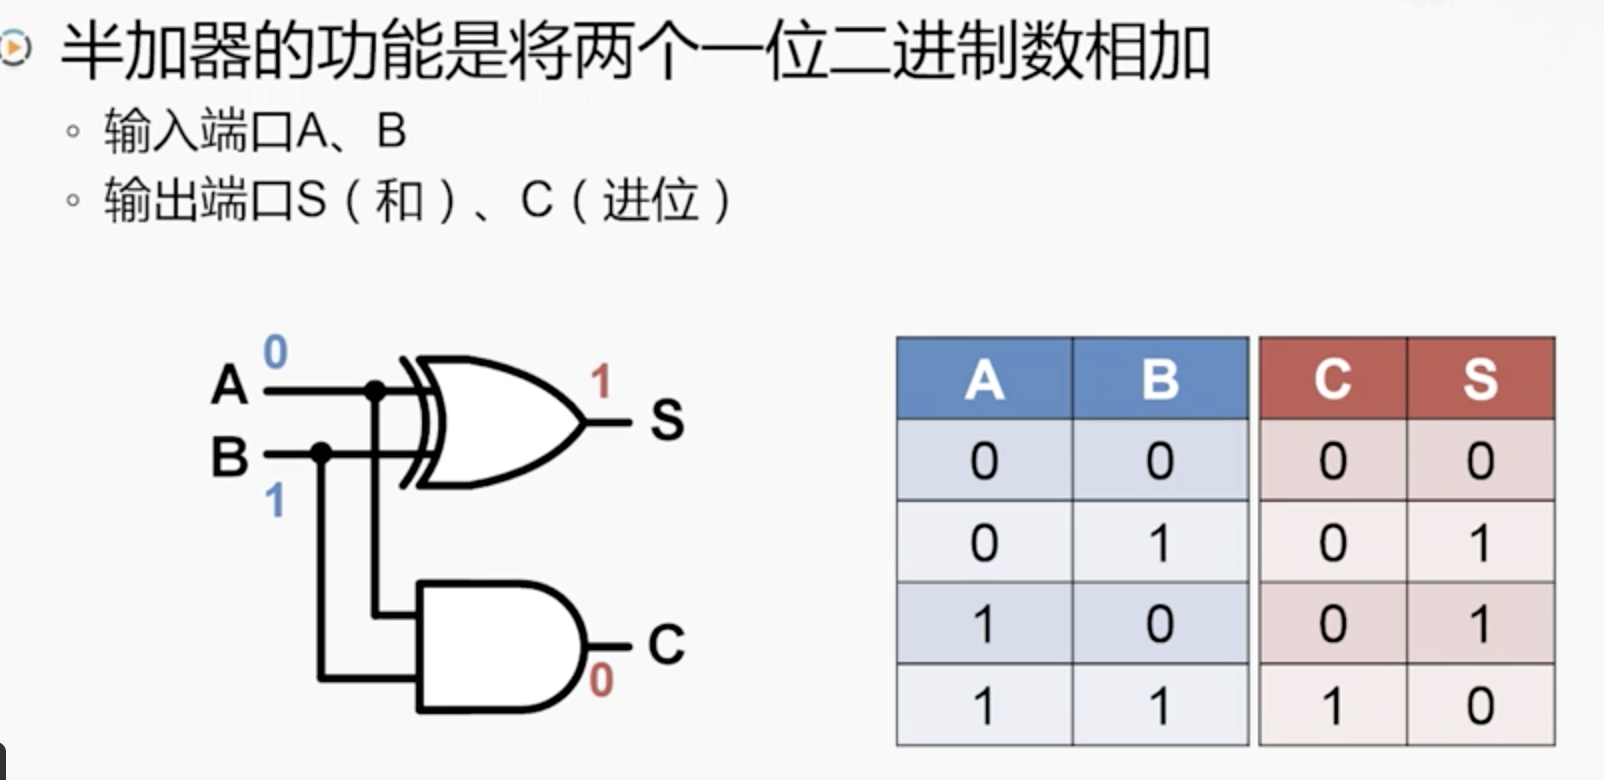 半加器的功能是将两个一位二进制数相加
。输入端口A、B
。输出端口S（和）、C（进位）
0
A
B
1
1
S
C
0
A B C S
0 0 0 0
0 1 0 1
1 0 0 1
1 1 1 0